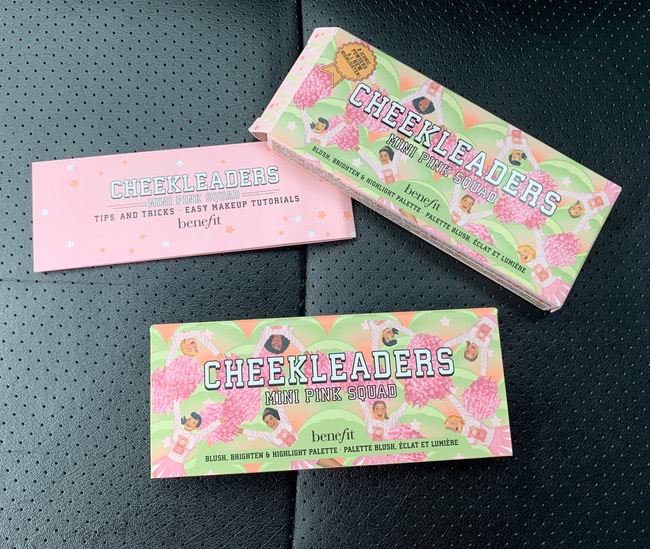 CHEEKLEADERS
MINI PINK SQUAD
BLUSH, BRIGHTEN & HIGHLIGHT PALETTE · PALETTE BLUSH, ÉCLAT ET LUMIÈRE
benefit
CHEEKLEADERS
MINI PINK SQUAD
TIPS AND TRICKS · EASY MAKEUP TUTORIALS
benefit
CHEEKLEADERS
MINI PINK SQUAD
benefit
BLUSH, BRIGHTEN & HIGHLIGHT PALETTE · PALETTE BLUSH, ÉCLAT ET LUMIÈRE